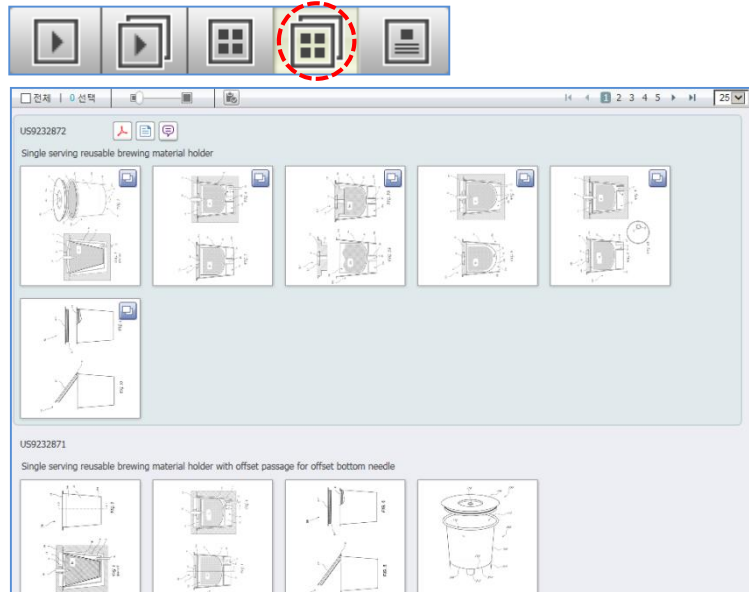 전체 | 0 선택 1 2 3 4 5 25
US9232872
Single serving reusable brewing material holder
US9232871
Single serving reusable brewing material holder with offset passage for offset bottom needle